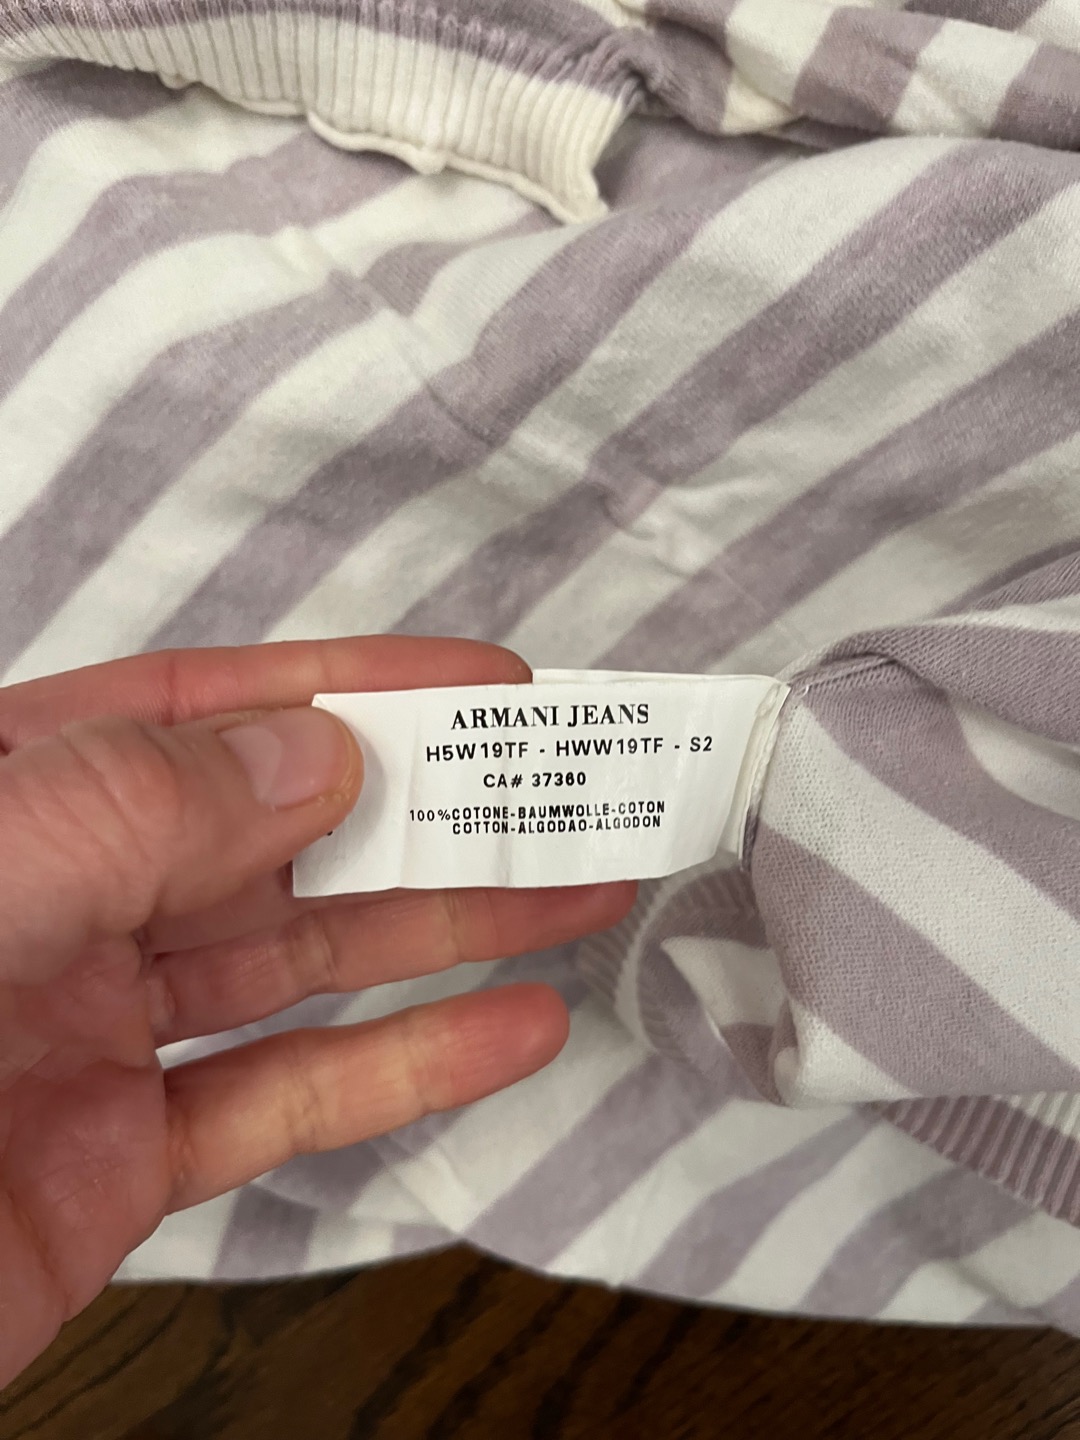 ARMANI JEANS
H5W19TF - HWW19TF - S2
CA# 37360
100%COTONE-BAUMWOLLE-COTON
COTTON-ALGODAO-ALGODON